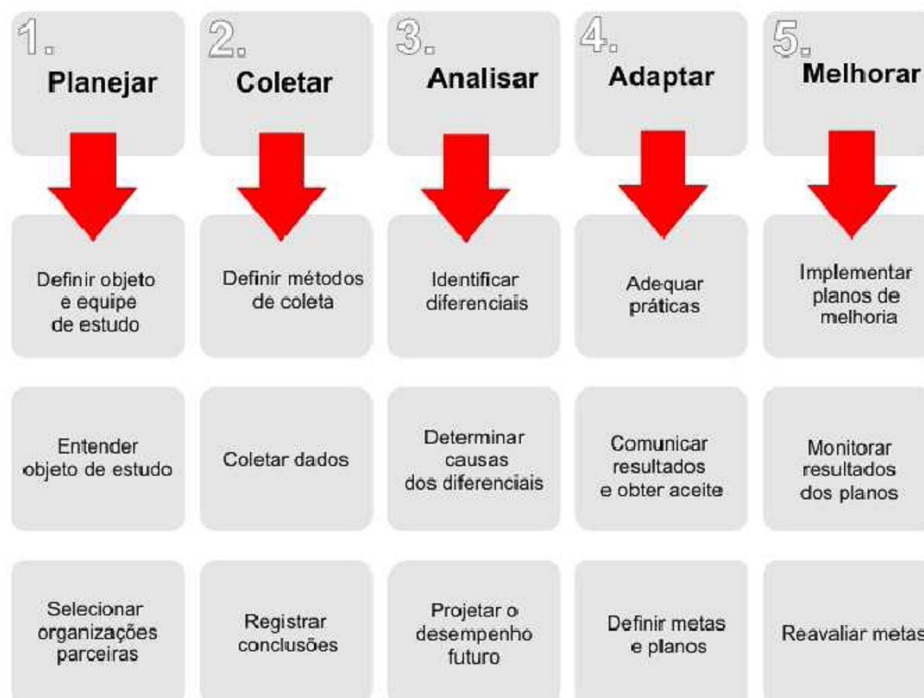 1.
Planejar
2.
Coletar
3.
Analisar
4.
Adaptar
5.
Melhorar
Definir objeto
e equipe
de estudo
Definir métodos
de coleta
Identificar
diferenciais
Adequar
práticas
Implementar
planos de
melhoria
Entender
objeto de estudo
Coletar dados
Determinar
causas
dos diferenciais
Comunicar
resultados
e obter aceite
Monitorar
resultados
dos planos
Selecionar
organizações
parceiras
Registrar
conclusões
Projetar o
desempenho
futuro
Definir metas
e planos
Reavaliar metas